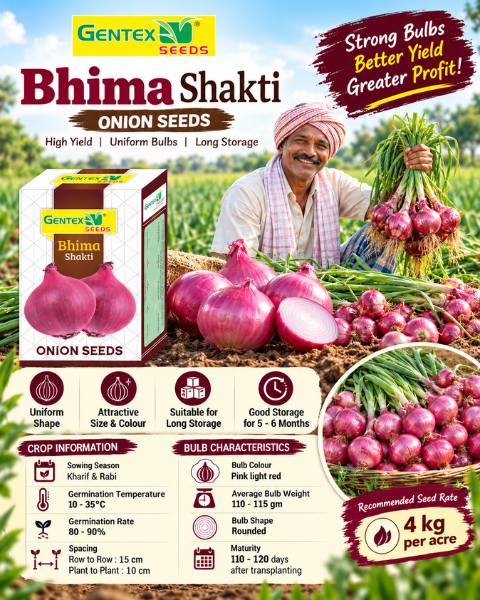 GENTEX
SEEDS
Bhima Shakti
ONION SEEDS
High Yield | Uniform Bulbs | Long Storage
Strong Bulbs
Better Yield
Greater Profit!
GENTEX SEEDS
GENTEX
SEEDS
GENTEX
SEEDS
Bhima
Shakti
ONION SEEDS
Uniform
Shape
Attractive
Size & Colour
Suitable for
Long Storage
Good Storage
for 5 - 6 Months
CROP INFORMATION
Sowing Season
Kharif & Rabi
Germination Temperature
10 - 35°C
Germination Rate
80 - 90%
Spacing
Row to Row : 15 cm
Plant to Plant : 10 cm
BULB CHARACTERISTICS
Bulb Colour
Pink light red
Average Bulb Weight
110 - 115 gm
Bulb Shape
Rounded
Maturity
110 - 120 days
after transplanting
Recommended Seed Rate
4 kg
per acre